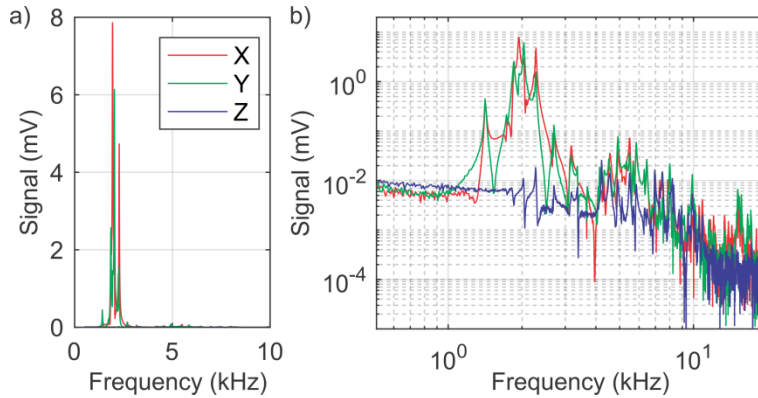 a)
8
6
4
2
0
Signal (mV)
X
Y
Z
0
5
10
Frequency (kHz)
b)
10^0
10^-2
10^-4
Signal (mV)
10^0
10^1
Frequency (kHz)